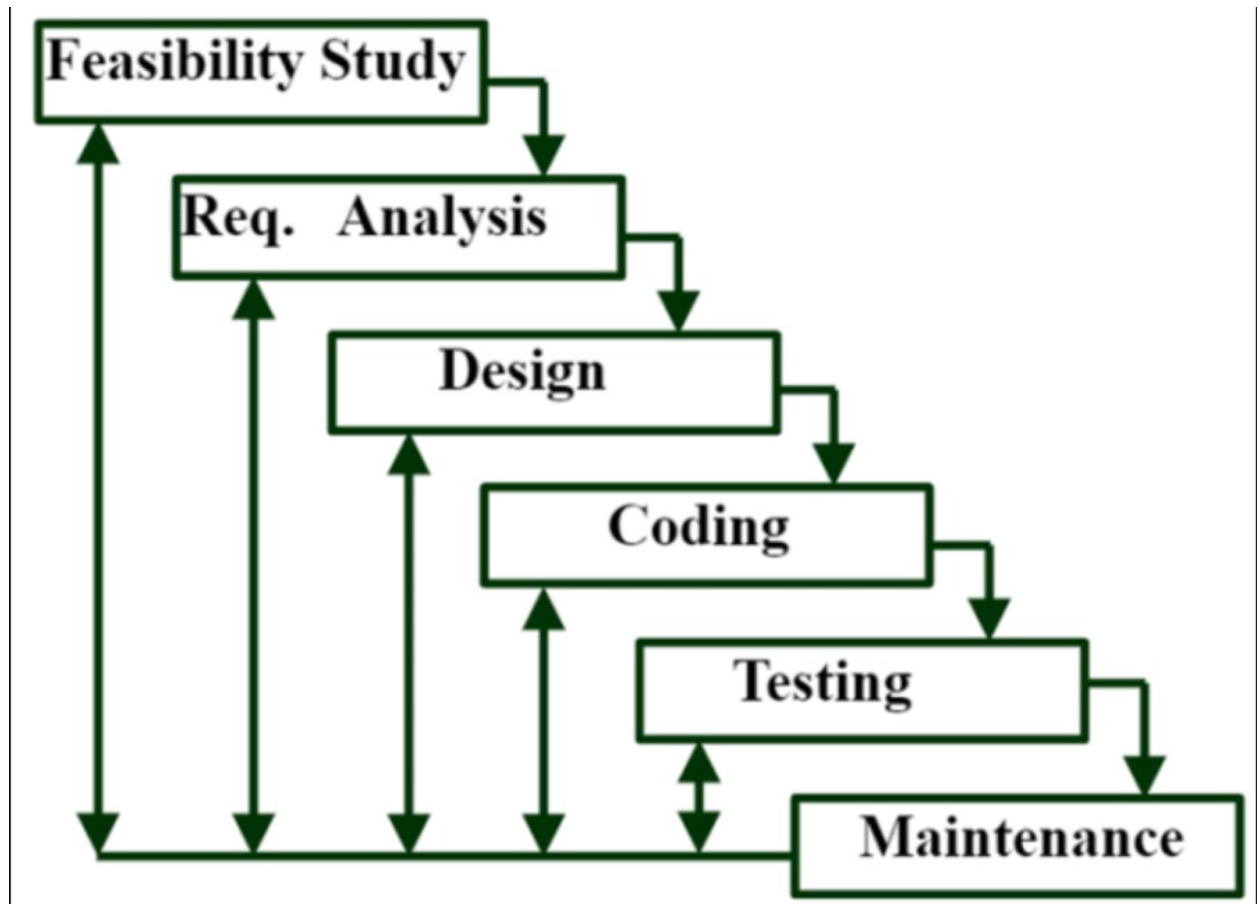 Feasibility Study
Req. Analysis
Design
Coding
Testing
Maintenance